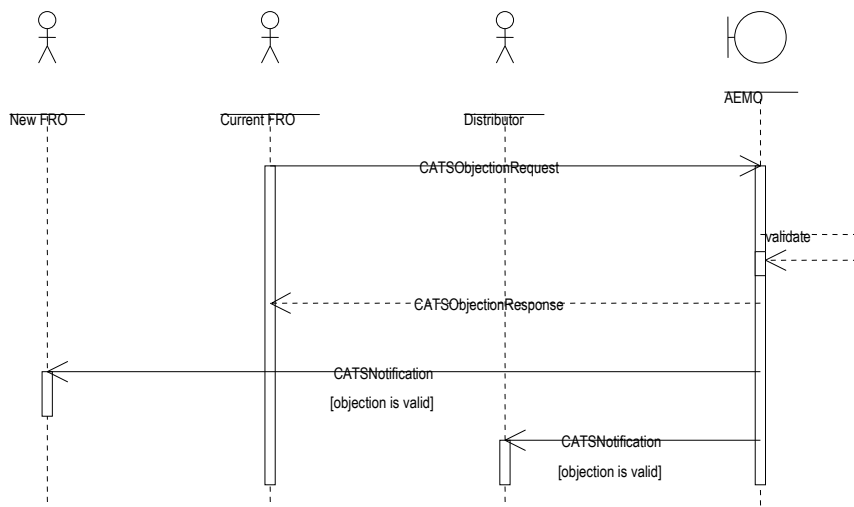 New FRO
Current FRO
Distributor
AEMO
CATSObjectionRequest
validate
CATSObjectionResponse
CATSNotification
[objection is valid]
CATSNotification
[objection is valid]